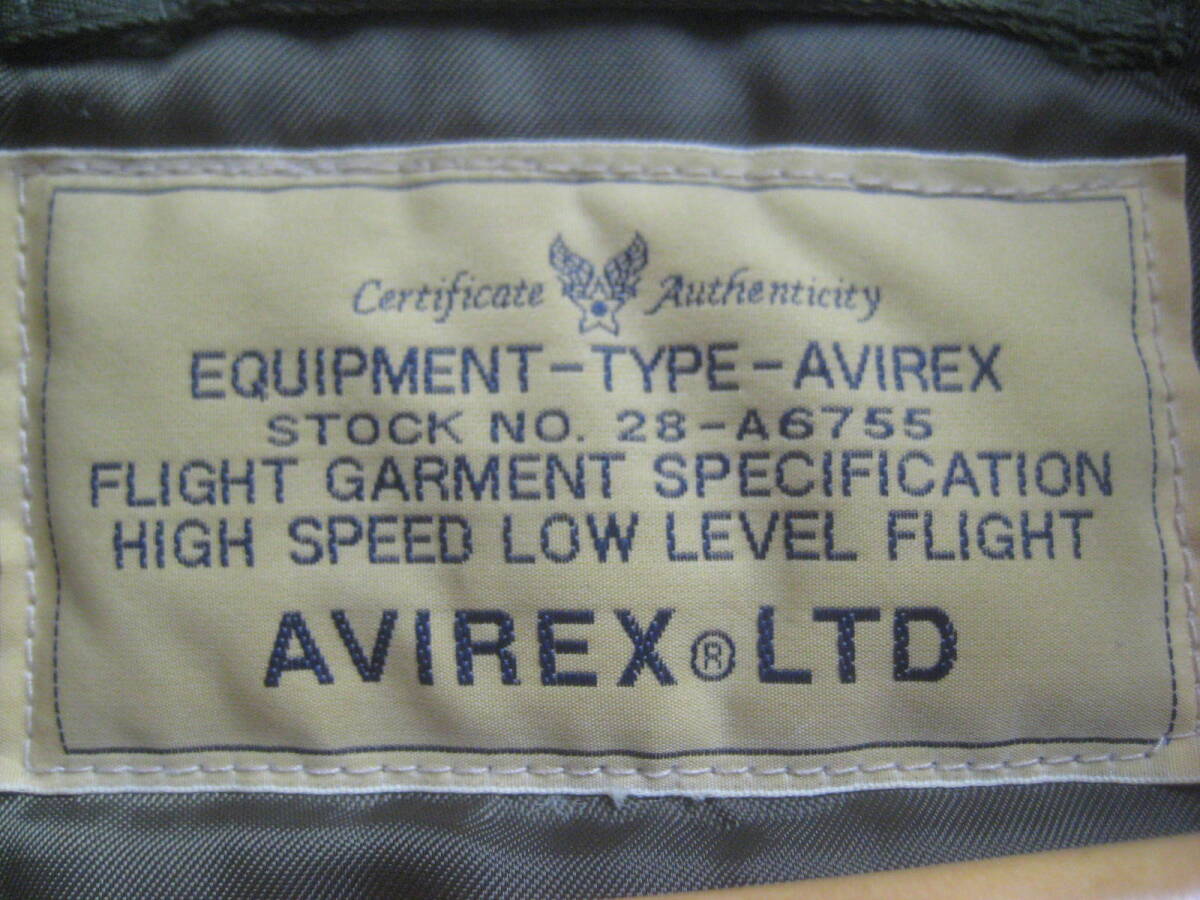 Certificate Authenticity
EQUIPMENT-TYPE-AVIREX
STOCK NO. 28-A6755
FLIGHT GARMENT SPECIFICATION
HIGH SPEED LOW LEVEL FLIGHT
AVIREX®LTD